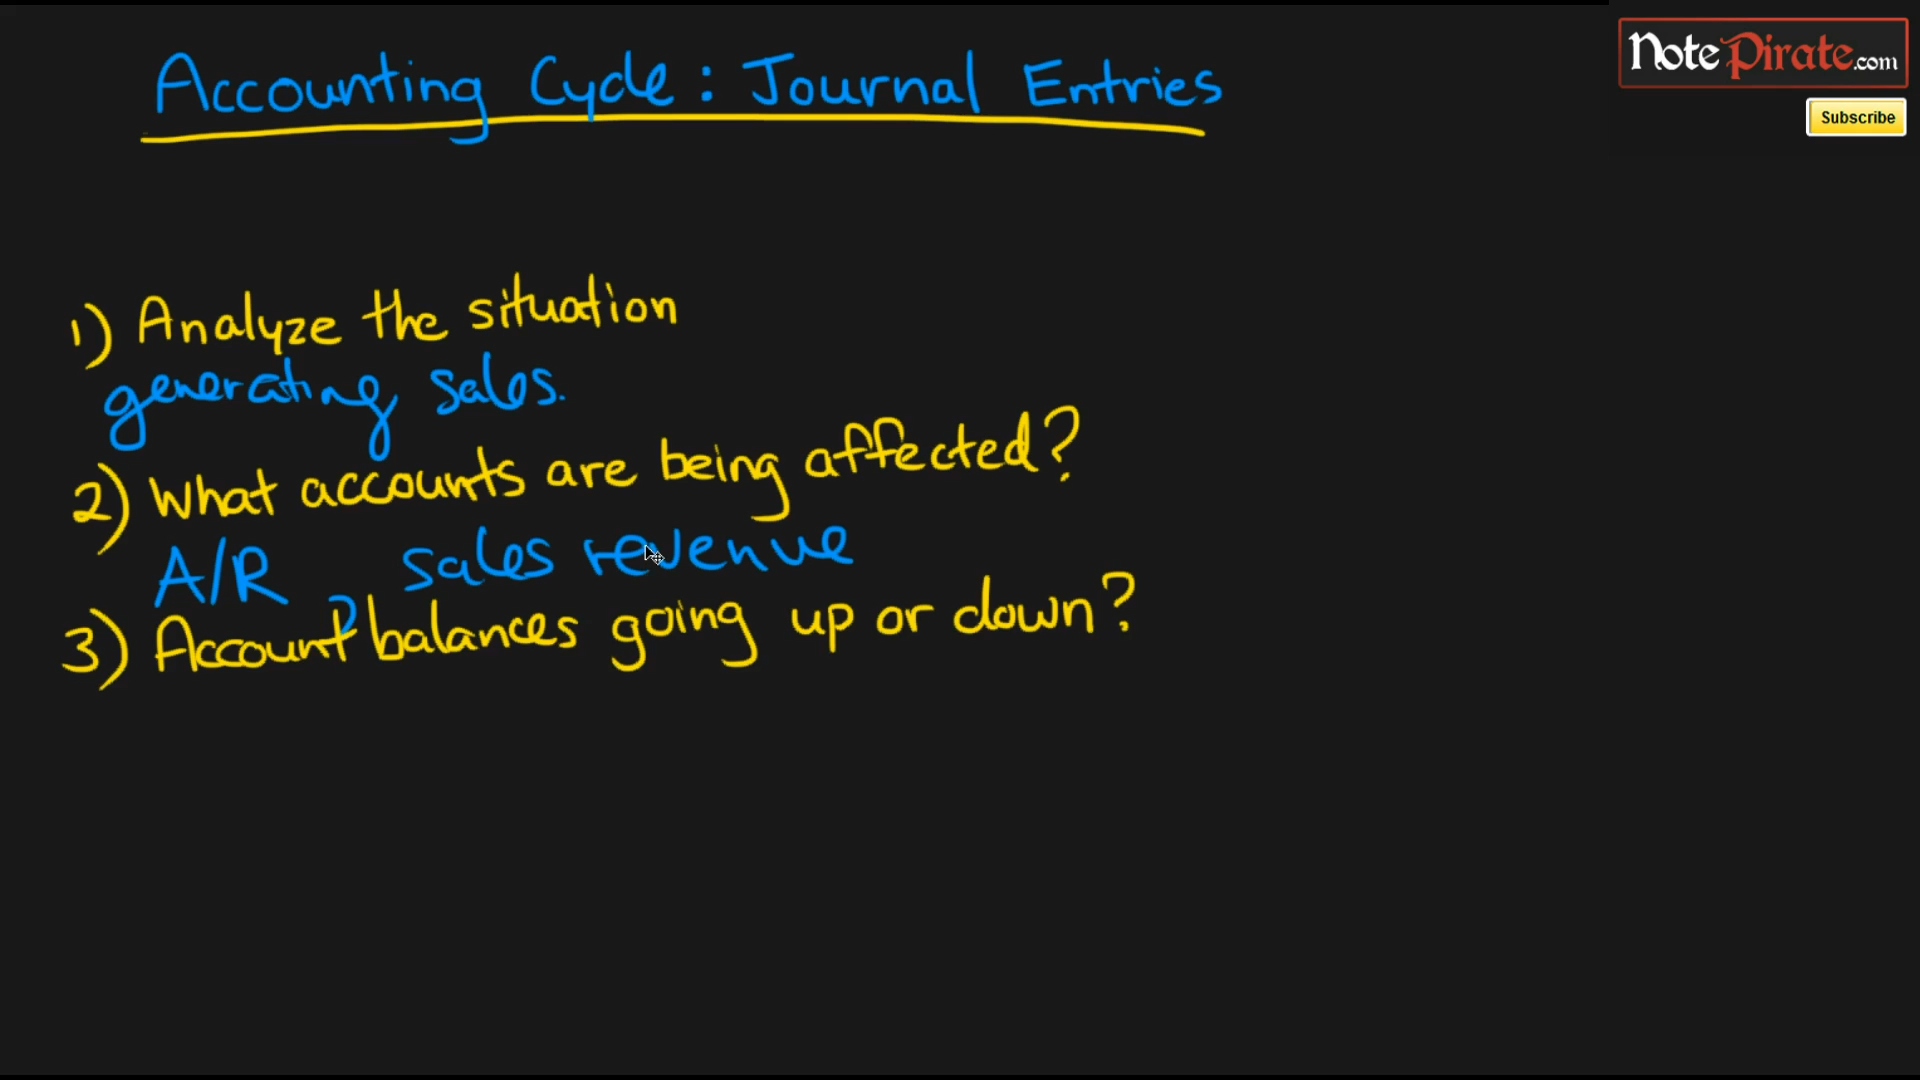 Accounting Cycle: Journal Entries
NotePirate.com
Subscribe
1) Analyze the situation
generating sales.
2) What accounts are being affected?
A/R sales revenue
3) Account balances going up or down?